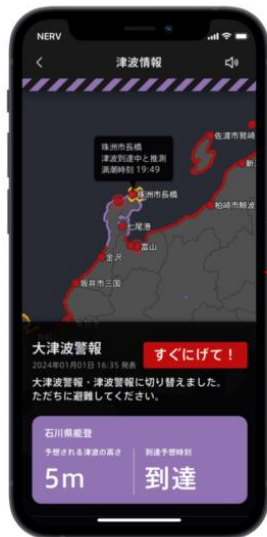 NERV
津波情報
珠洲市長橋
津波到達中と推測
満潮時刻 19:49
佐渡市鷲崎
珠洲市長橋
柏崎市鯨波
七尾港
富山
金沢
坂井市三国
大津波警報
すぐにげて！
2024年01月01日 16:35 発表
大津波警報・津波警報に切り替えました。
ただちに避難してください。
石川県能登
予想される津波の高さ
到達予想時刻
5m
到達